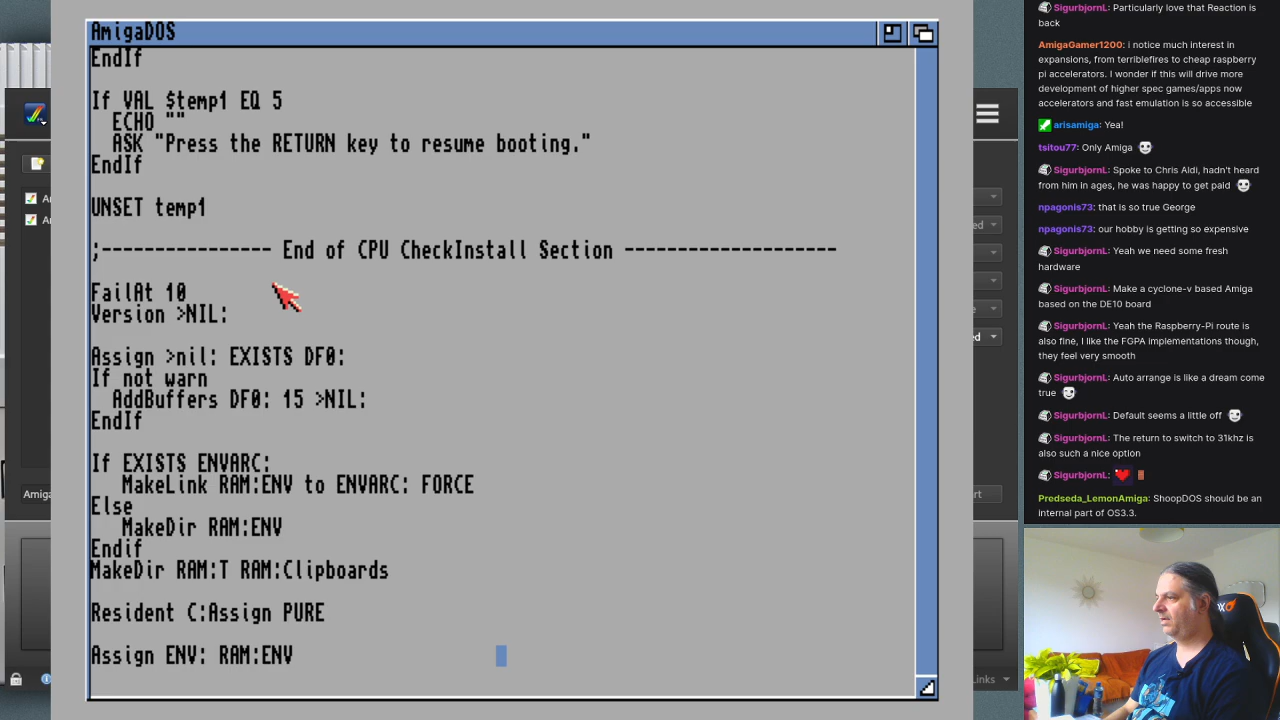 AmigaDOS
EndIf
If VAL $temp1 EQ 5
ECHO ""
ASK "Press the RETURN key to resume booting."
EndIf
UNSET temp1
;---------------- End of CPU CheckInstall Section --------------------
FailAt 10
Version >NIL:
Assign >nil: EXISTS DF0:
If not warn
AddBuffers DF0: 15 >NIL:
EndIf
If EXISTS ENVARC:
MakeLink RAM:ENV to ENVARC: FORCE
Else
MakeDir RAM:ENV
Endif
MakeDir RAM:T RAM:Clipboards
Resident C:Assign PURE
Assign ENV: RAM:ENV
Amiga
Links
SigurbjornL: Particularly love that Reaction is
back
AmigaGamer1200: i notice much interest in
expansions, from terriblefires to cheap raspberry
pi accelerators. I wonder if this will drive more
development of higher spec games/apps now
accelerators and fast emulation is so accessible
arisamiga: Yea!
tsitou77: Only Amiga
SigurbjornL: Spoke to Chris Aldi, hadn't heard
from him in ages, he was happy to get paid
npagonis73: that is so true George
npagonis73: our hobby is getting so expensive
SigurbjornL: Yeah we need some fresh
hardware
SigurbjornL: Make a cyclone-v based Amiga
based on the DE10 board
SigurbjornL: Yeah the Raspberry-Pi route is
also fine, I like the FGPA implementations though,
they feel very smooth
SigurbjornL: Auto arrange is like a dream come
true
SigurbjornL: Default seems a little off
SigurbjornL: The return to switch to 31khz is
also such a nice option
SigurbjornL:
Predseda_LemonAmiga: ShoopDOS should be an
internal part of OS3.3.